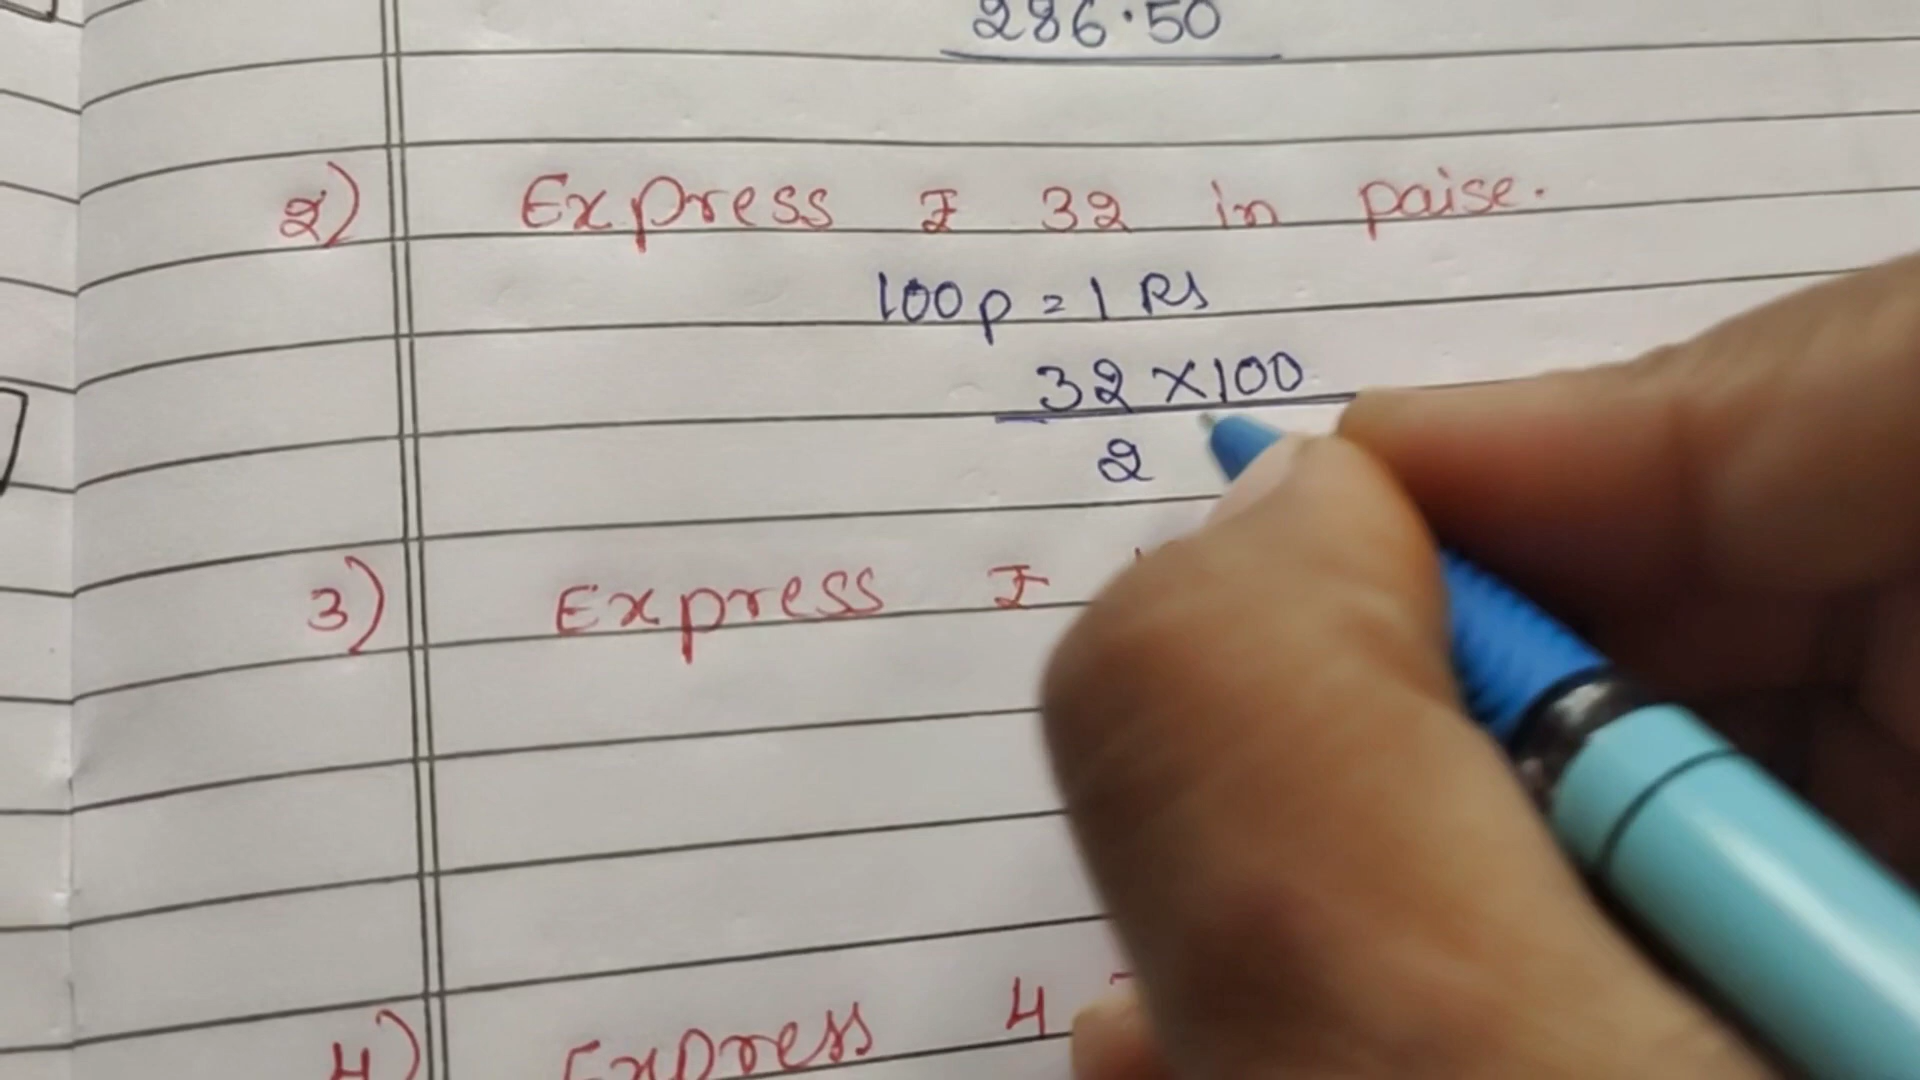 286.50
2) Express ₹ 32 in paise.
100p = 1 Rs
32 × 100
2
3) Express ₹
4) Express 4